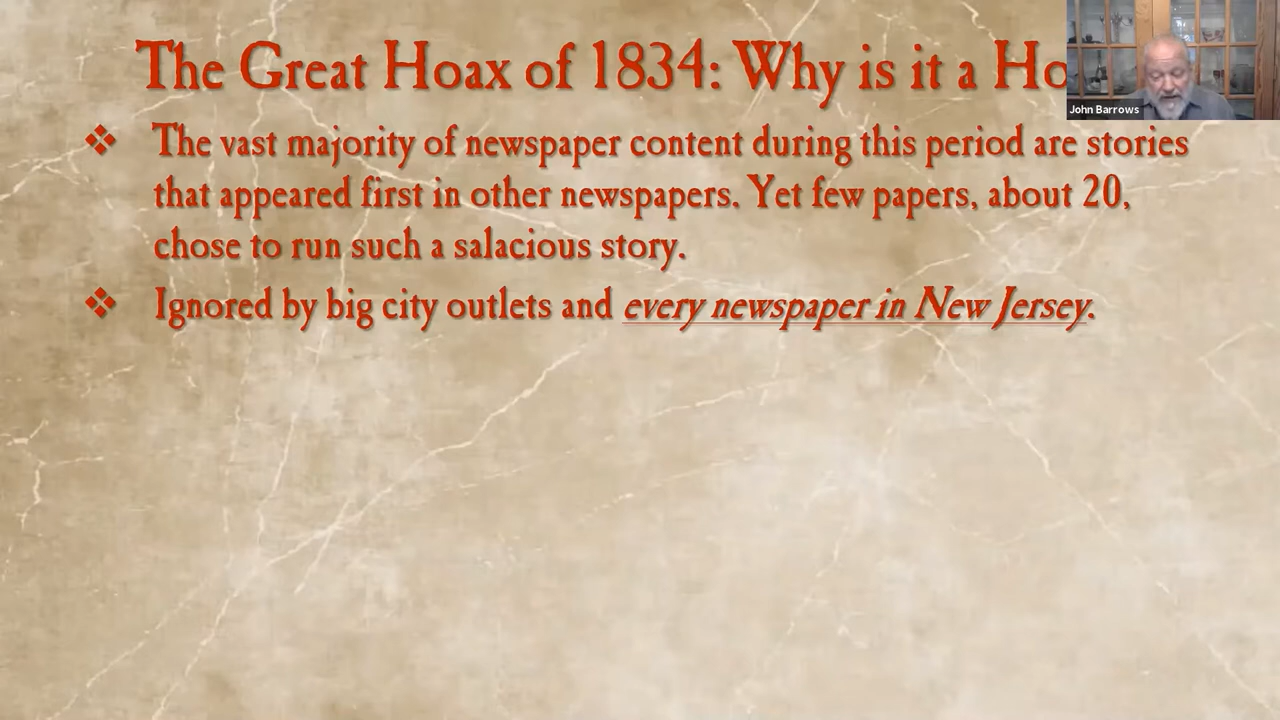 The Great Hoax of 1834: Why is it a Ho
John Barrows
❖ The vast majority of newspaper content during this period are stories
that appeared first in other newspapers. Yet few papers, about 20,
chose to run such a salacious story.
❖ Ignored by big city outlets and every newspaper in New Jersey.